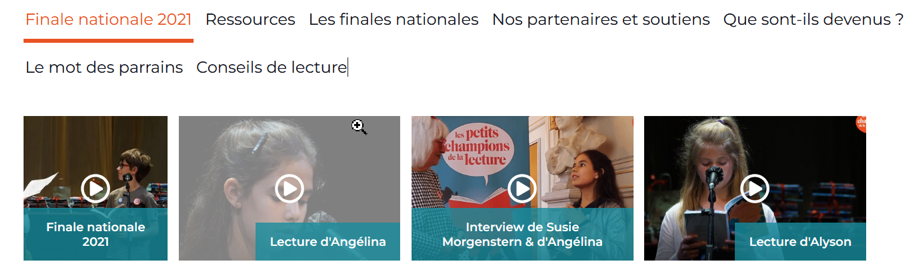 Finale nationale 2021 Ressources Les finales nationales Nos partenaires et soutiens Que sont-ils devenus ?
Le mot des parrains Conseils de lecture
les petits
champions
de la lecture
Finale nationale
2021
Lecture d'Angélina
Interview de Susie
Morgenstern & d'Angélina
Lecture d'Alyson